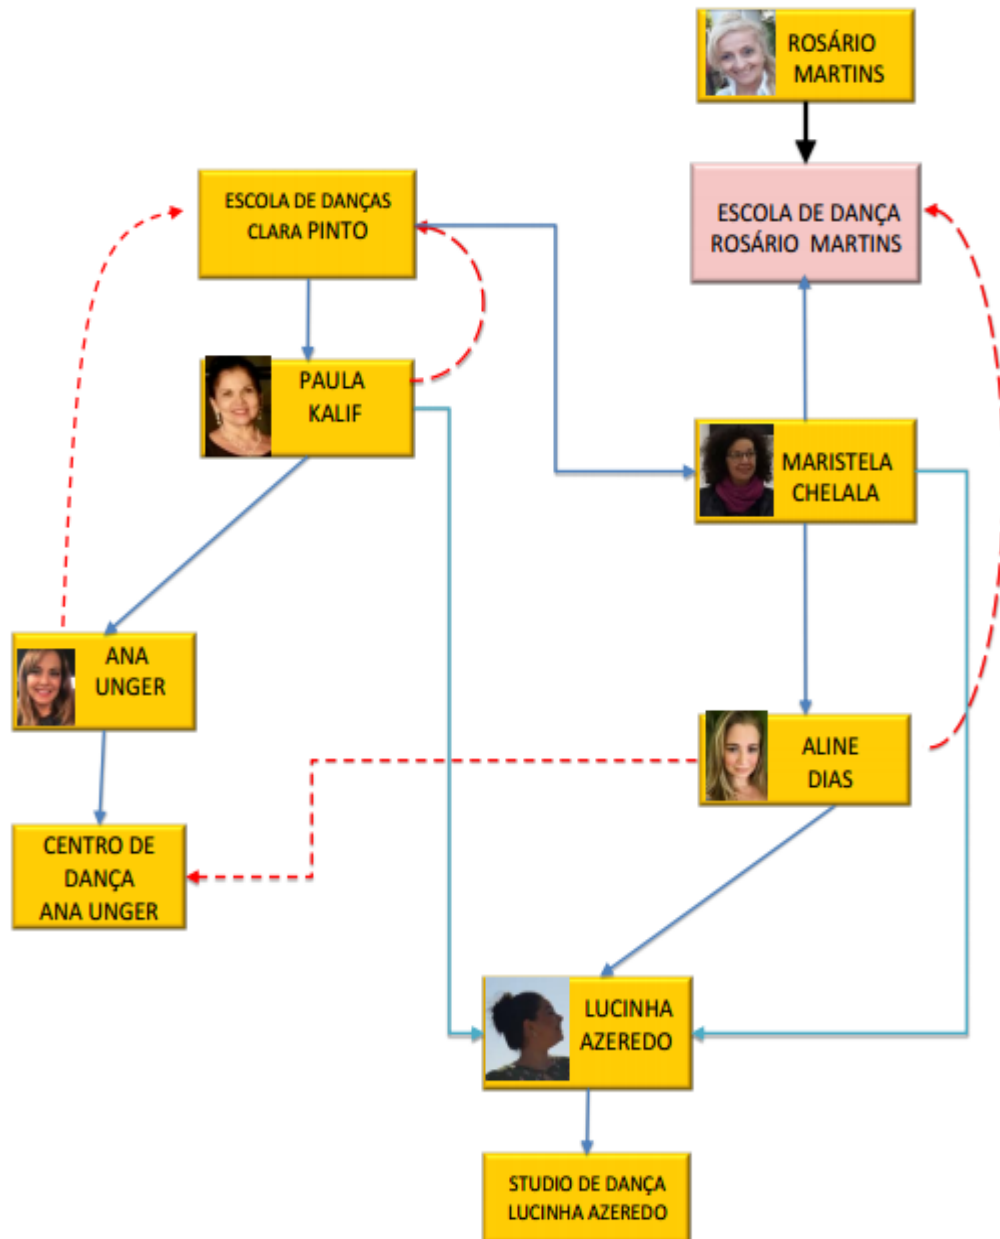 ROSÁRIO
MARTINS
ESCOLA DE DANÇAS
CLARA PINTO
ESCOLA DE DANÇA
ROSÁRIO MARTINS
PAULA
KALIF
MARISTELA
CHELALA
ANA
UNGER
ALINE
DIAS
CENTRO DE
DANÇA
ANA UNGER
LUCINHA
AZEREDO
STUDIO DE DANÇA
LUCINHA AZEREDO